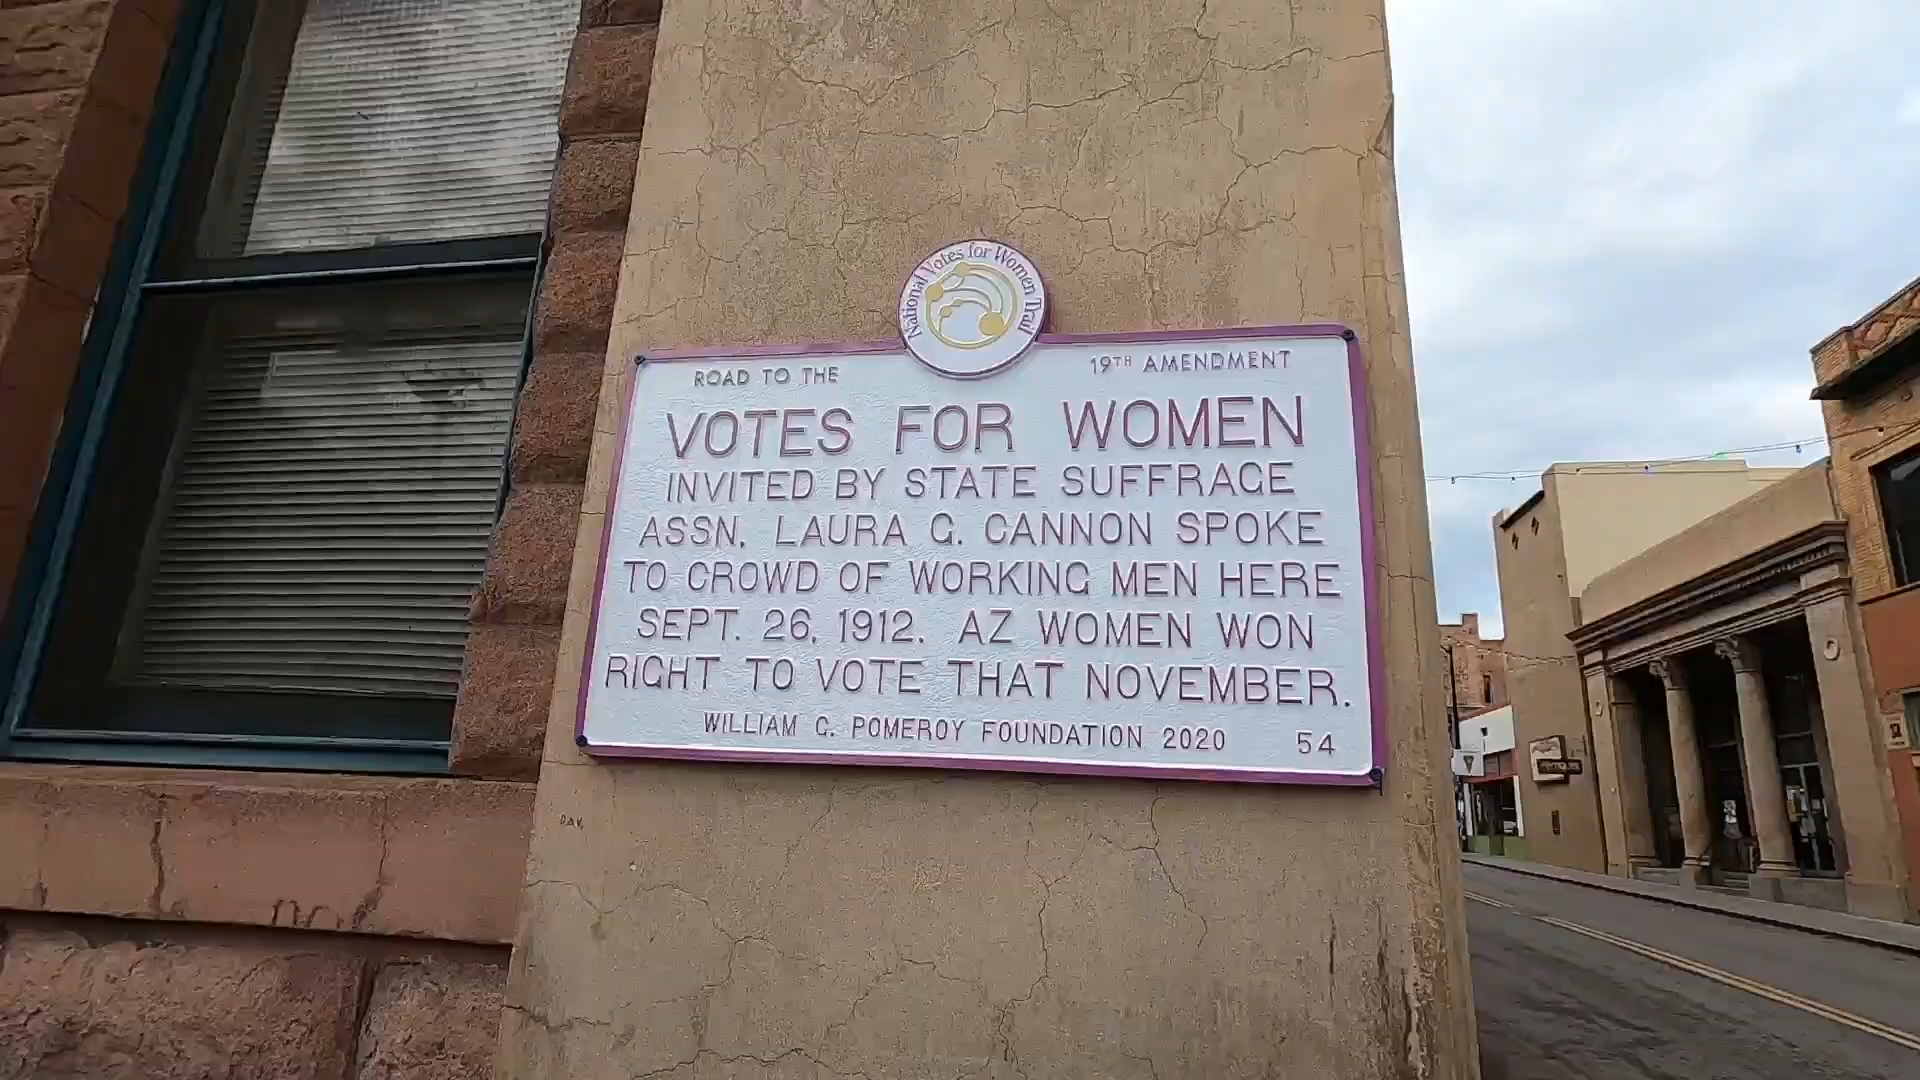 National Votes for Women Trail
ROAD TO THE 19TH AMENDMENT
VOTES FOR WOMEN
INVITED BY STATE SUFFRAGE
ASSN. LAURA G. CANNON SPOKE
TO CROWD OF WORKING MEN HERE
SEPT. 26, 1912. AZ WOMEN WON
RIGHT TO VOTE THAT NOVEMBER.
WILLIAM G. POMEROY FOUNDATION 2020 54